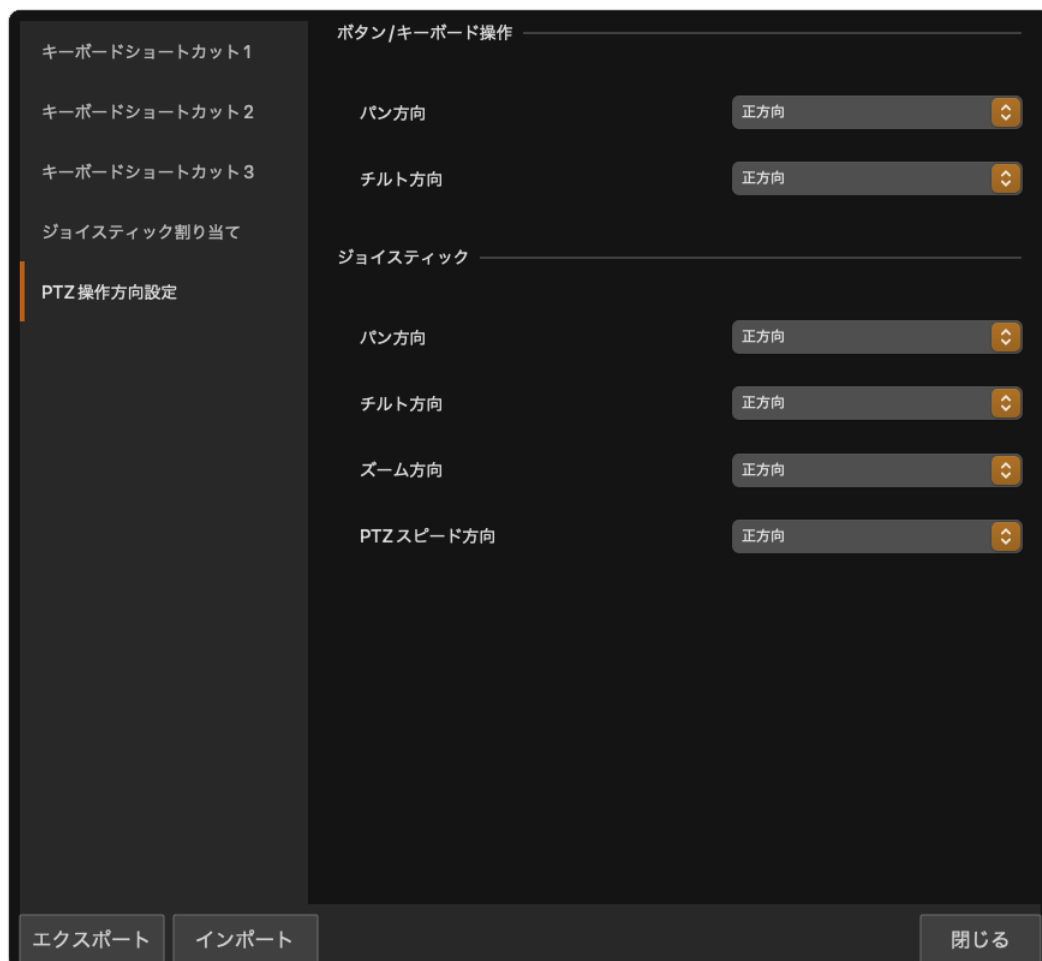 キーボードショートカット1
キーボードショートカット2
キーボードショートカット3
ジョイスティック割り当て
PTZ操作方向設定
ボタン/キーボード操作
パン方向 正方向
チルト方向 正方向
ジョイスティック
パン方向 正方向
チルト方向 正方向
ズーム方向 正方向
PTZスピード方向 正方向
エクスポート インポート 閉じる